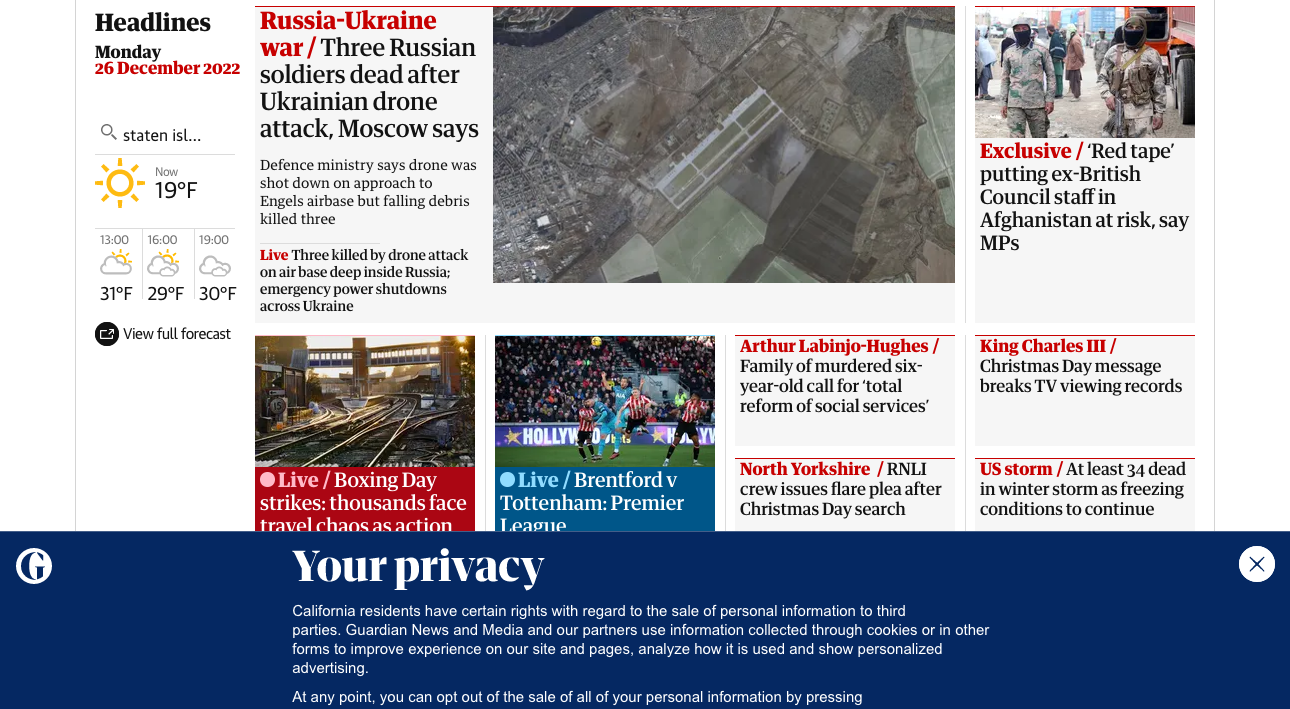 Headlines
Monday
26 December 2022
staten isl...
Now
19°F
13:00
16:00
19:00
31°F
29°F
30°F
View full forecast
Russia-Ukraine
war / Three Russian
soldiers dead after
Ukrainian drone
attack, Moscow says
Defence ministry says drone was
shot down on approach to
Engels airbase but falling debris
killed three
Live Three killed by drone attack
on air base deep inside Russia;
emergency power shutdowns
across Ukraine
Exclusive / ‘Red tape’
putting ex-British
Council staff in
Afghanistan at risk, say
MPs
HOLLYWO
Live / Boxing Day
strikes: thousands face
travel chaos as action
Live / Brentford v
Tottenham: Premier
League
Arthur Labinjo-Hughes /
Family of murdered six-
year-old call for ‘total
reform of social services’
King Charles III /
Christmas Day message
breaks TV viewing records
North Yorkshire / RNLI
crew issues flare plea after
Christmas Day search
US storm / At least 34 dead
in winter storm as freezing
conditions to continue
G
Your privacy
California residents have certain rights with regard to the sale of personal information to third
parties. Guardian News and Media and our partners use information collected through cookies or in other
forms to improve experience on our site and pages, analyze how it is used and show personalized
advertising.
At any point, you can opt out of the sale of all of your personal information by pressing